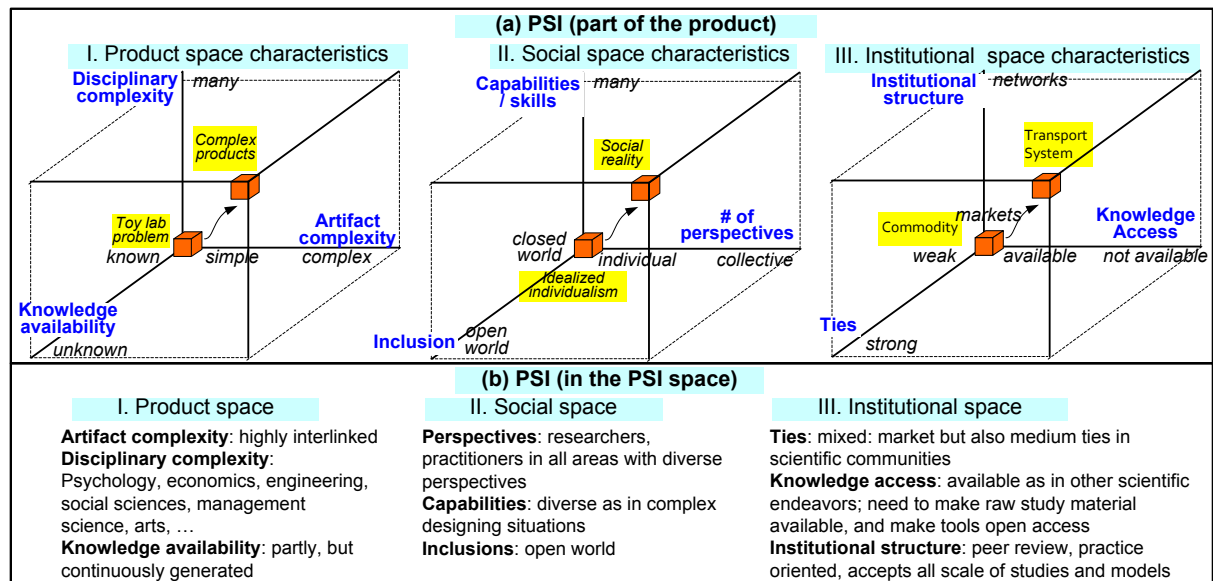 (a) PSI (part of the product)
I. Product space characteristics
Disciplinary
complexity
many
Complex
products
Toy lab
problem
known
simple
Artifact
complexity
complex
Knowledge
availability
unknown
II. Social space characteristics
Capabilities
/ skills
many
Social
reality
# of
perspectives
closed
world
individual
collective
Idealized
individualism
Inclusion
open
world
III. Institutional space characteristics
Institutional
structure
networks
Transport
System
markets
Commodity
Knowledge
Access
weak
available
not available
Ties
strong
(b) PSI (in the PSI space)
I. Product space
Artifact complexity: highly interlinked
Disciplinary complexity:
Psychology, economics, engineering,
social sciences, management
science, arts, …
Knowledge availability: partly, but
continuously generated
II. Social space
Perspectives: researchers,
practitioners in all areas with diverse
perspectives
Capabilities: diverse as in complex
designing situations
Inclusions: open world
III. Institutional space
Ties: mixed: market but also medium ties in
scientific communities
Knowledge access: available as in other scientific
endeavors; need to make raw study material
available, and make tools open access
Institutional structure: peer review, practice
oriented, accepts all scale of studies and models